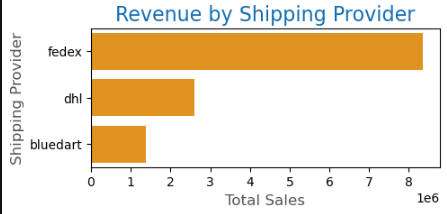 Revenue by Shipping Provider
Shipping Provider
fedex
dhl
bluedart
0 1 2 3 4 5 6 7 8
1e6
Total Sales